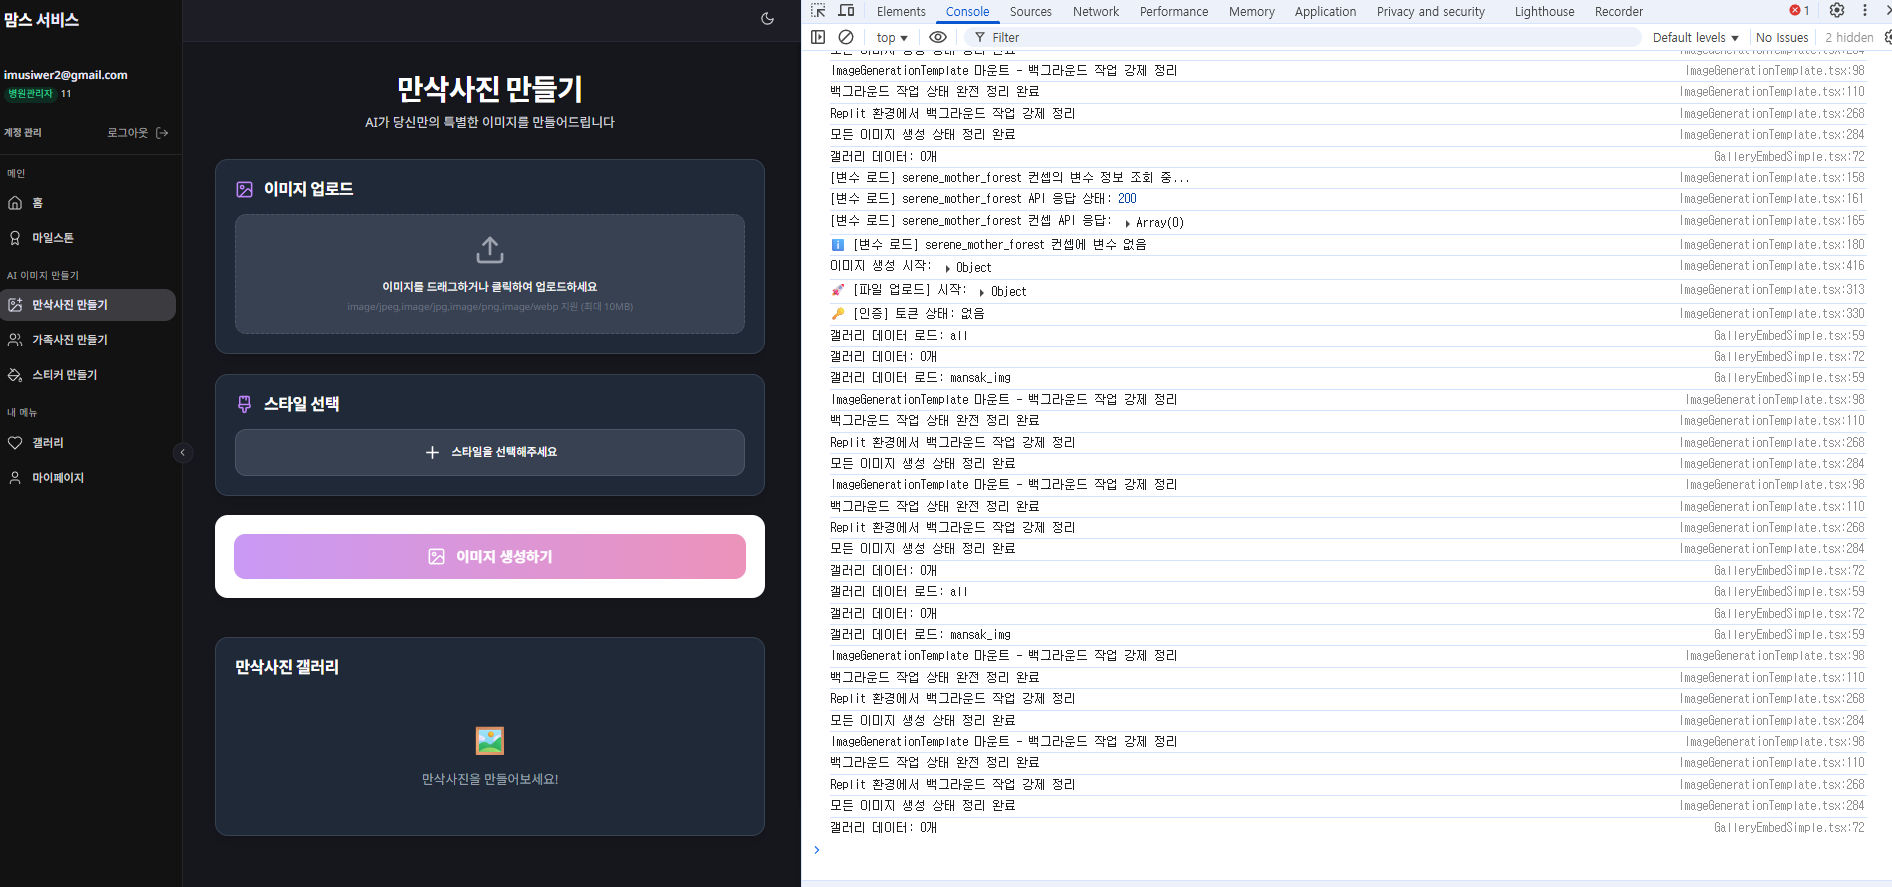 맘스 서비스
imusiwer2@gmail.com
병원관리자 11
계정 관리 로그아웃
메인
홈
마일스톤
AI 이미지 만들기
만삭사진 만들기
가족사진 만들기
스티커 만들기
내 메뉴
갤러리
마이페이지
만삭사진 만들기
AI가 당신만의 특별한 이미지를 만들어드립니다
이미지 업로드
이미지를 드래그하거나 클릭하여 업로드하세요
image/jpeg,image/jpg,image/png,image/webp 지원 (최대 10MB)
스타일 선택
스타일을 선택해주세요
이미지 생성하기
만삭사진 갤러리
만삭사진을 만들어보세요!
Elements Console Sources Network Performance Memory Application Privacy and security Lighthouse Recorder 1
top Filter Default levels No Issues 2 hidden
모든 이미지 생성 상태 정리 완료 ImageGenerationTemplate.tsx:284
ImageGenerationTemplate 마운트 - 백그라운드 작업 강제 정리 ImageGenerationTemplate.tsx:98
백그라운드 작업 상태 완전 정리 완료 ImageGenerationTemplate.tsx:110
Replit 환경에서 백그라운드 작업 강제 정리 ImageGenerationTemplate.tsx:268
모든 이미지 생성 상태 정리 완료 ImageGenerationTemplate.tsx:284
갤러리 데이터: 0개 GalleryEmbedSimple.tsx:72
[변수 로드] serene_mother_forest 컨셉의 변수 정보 조회 중... ImageGenerationTemplate.tsx:158
[변수 로드] serene_mother_forest API 응답 상태: 200 ImageGenerationTemplate.tsx:161
[변수 로드] serene_mother_forest 컨셉 API 응답: Array(0) ImageGenerationTemplate.tsx:165
[변수 로드] serene_mother_forest 컨셉에 변수 없음 ImageGenerationTemplate.tsx:180
이미지 생성 시작: Object ImageGenerationTemplate.tsx:416
[파일 업로드] 시작: Object ImageGenerationTemplate.tsx:313
[인증] 토큰 상태: 없음 ImageGenerationTemplate.tsx:330
갤러리 데이터 로드: all GalleryEmbedSimple.tsx:59
갤러리 데이터: 0개 GalleryEmbedSimple.tsx:72
갤러리 데이터 로드: mansak_img GalleryEmbedSimple.tsx:59
ImageGenerationTemplate 마운트 - 백그라운드 작업 강제 정리 ImageGenerationTemplate.tsx:98
백그라운드 작업 상태 완전 정리 완료 ImageGenerationTemplate.tsx:110
Replit 환경에서 백그라운드 작업 강제 정리 ImageGenerationTemplate.tsx:268
모든 이미지 생성 상태 정리 완료 ImageGenerationTemplate.tsx:284
ImageGenerationTemplate 마운트 - 백그라운드 작업 강제 정리 ImageGenerationTemplate.tsx:98
백그라운드 작업 상태 완전 정리 완료 ImageGenerationTemplate.tsx:110
Replit 환경에서 백그라운드 작업 강제 정리 ImageGenerationTemplate.tsx:268
모든 이미지 생성 상태 정리 완료 ImageGenerationTemplate.tsx:284
갤러리 데이터: 0개 GalleryEmbedSimple.tsx:72
갤러리 데이터 로드: all GalleryEmbedSimple.tsx:59
갤러리 데이터: 0개 GalleryEmbedSimple.tsx:72
갤러리 데이터 로드: mansak_img GalleryEmbedSimple.tsx:59
ImageGenerationTemplate 마운트 - 백그라운드 작업 강제 정리 ImageGenerationTemplate.tsx:98
백그라운드 작업 상태 완전 정리 완료 ImageGenerationTemplate.tsx:110
Replit 환경에서 백그라운드 작업 강제 정리 ImageGenerationTemplate.tsx:268
모든 이미지 생성 상태 정리 완료 ImageGenerationTemplate.tsx:284
ImageGenerationTemplate 마운트 - 백그라운드 작업 강제 정리 ImageGenerationTemplate.tsx:98
백그라운드 작업 상태 완전 정리 완료 ImageGenerationTemplate.tsx:110
Replit 환경에서 백그라운드 작업 강제 정리 ImageGenerationTemplate.tsx:268
모든 이미지 생성 상태 정리 완료 ImageGenerationTemplate.tsx:284
갤러리 데이터: 0개 GalleryEmbedSimple.tsx:72